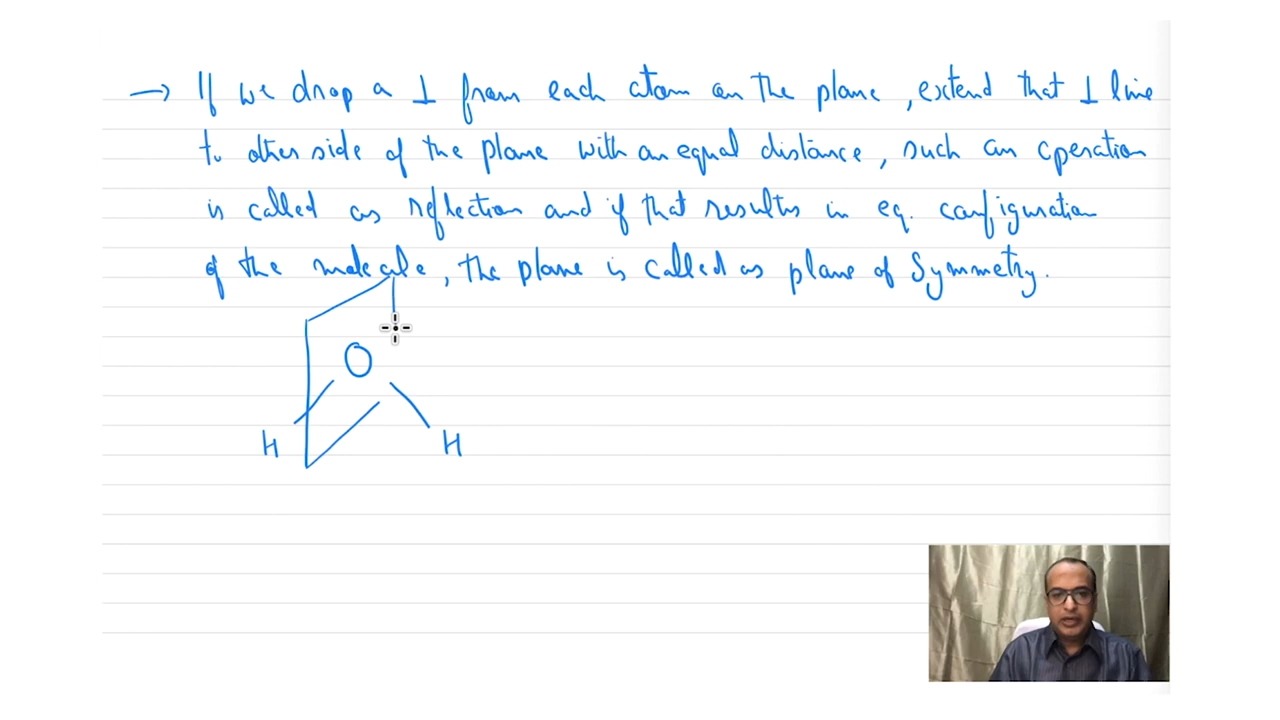 → If we drop a ⊥ from each atom on the plane, extend that ⊥ line
to other side of the plane with an equal distance, such an operation
is called as reflection and if that results in eq. configuration
of the molecule, the plane is called as plane of Symmetry.
O
H H